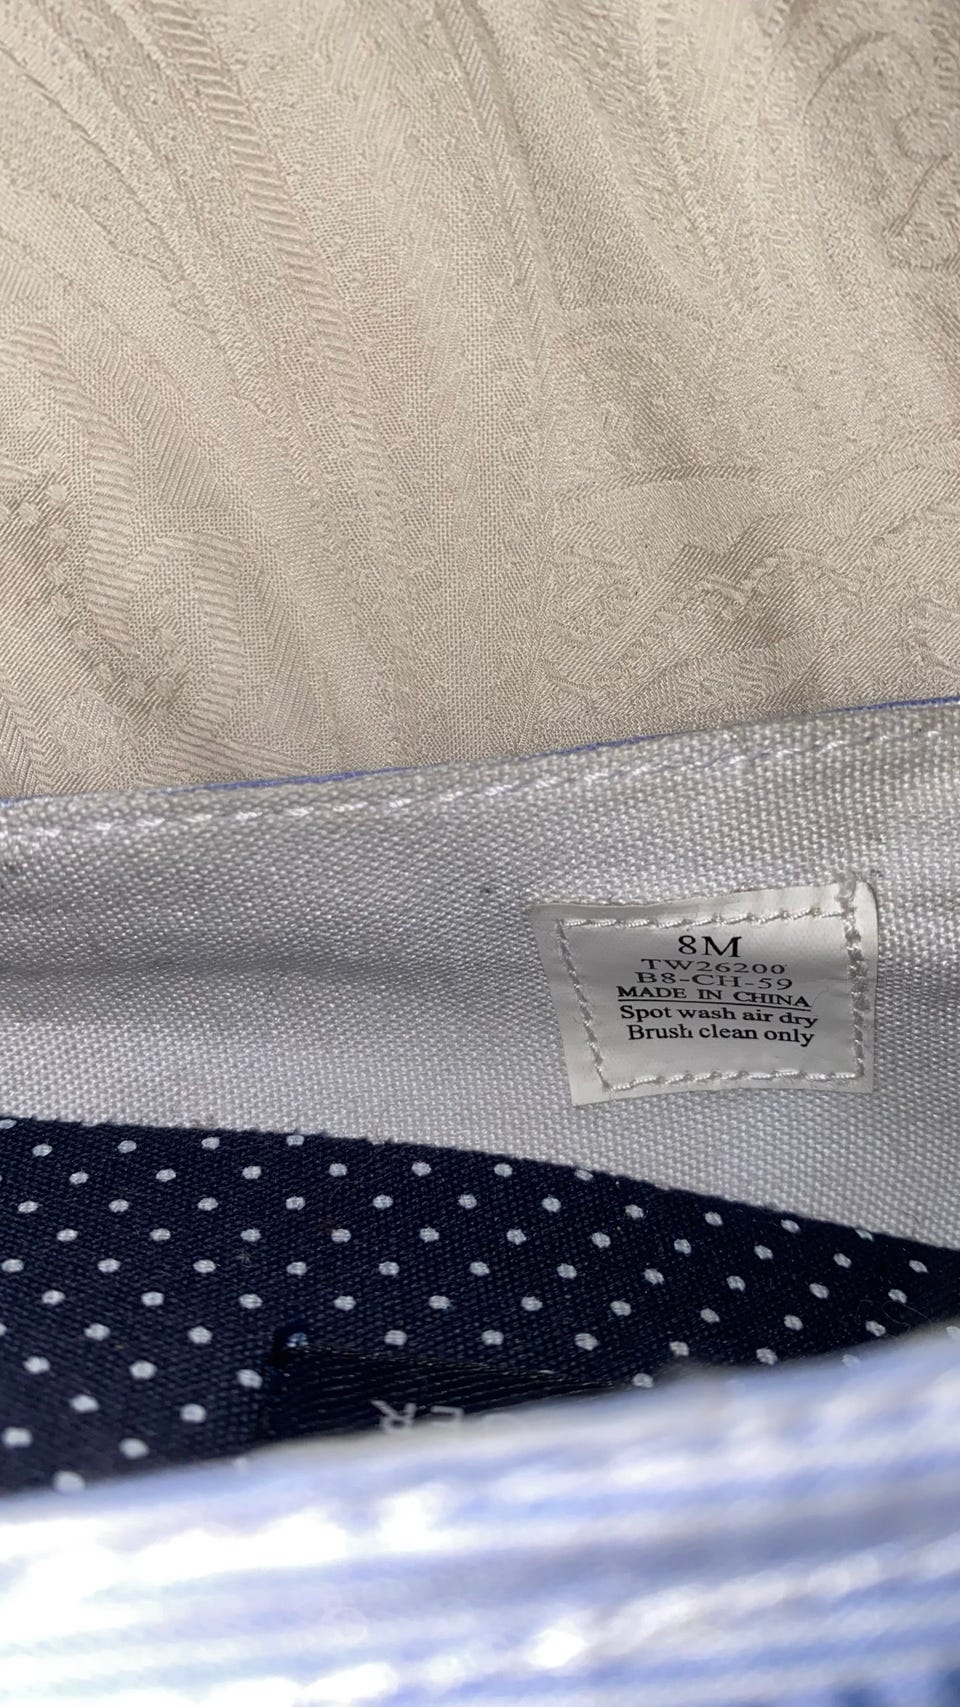 8M
TW26200
B8-CH-59
MADE IN CHINA
Spot wash air dry
Brush clean only